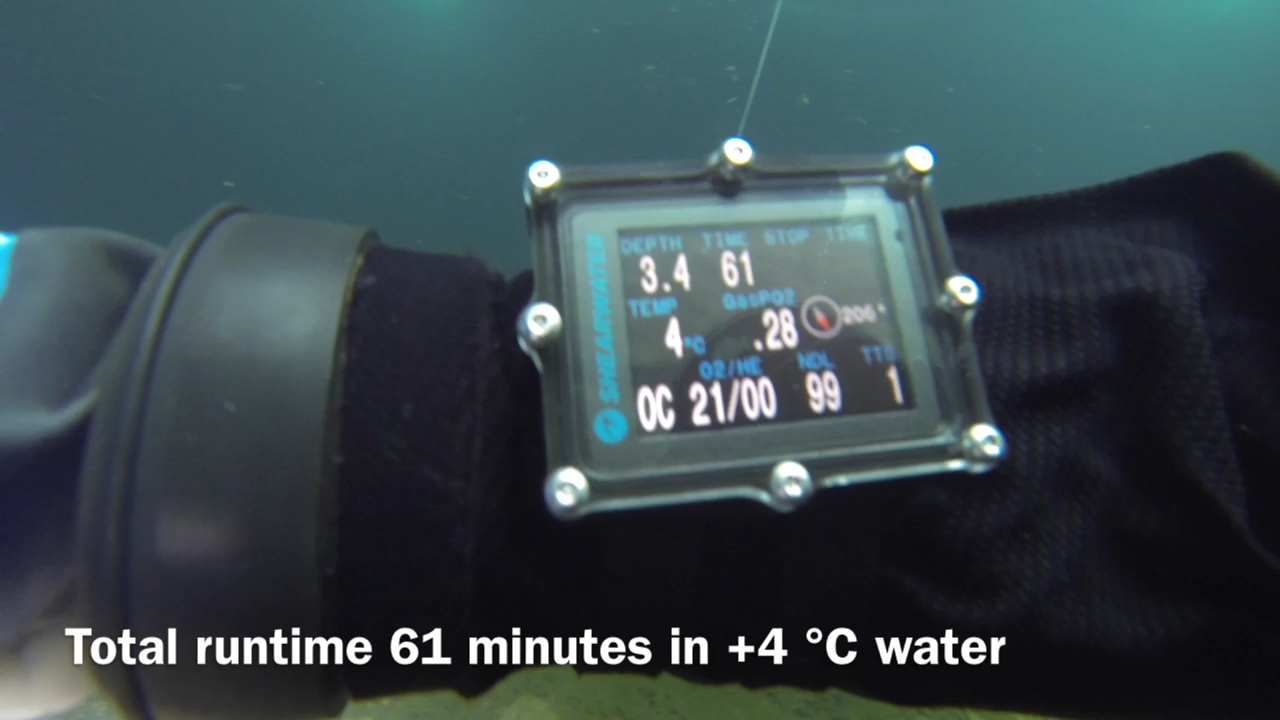 SHEARWATER
DEPTH TIME STOP TIME
3.4 61
TEMP GasPO2
4°C .28 206°
O2/HE NDL TTS
OC 21/00 99 1
Total runtime 61 minutes in +4 °C water